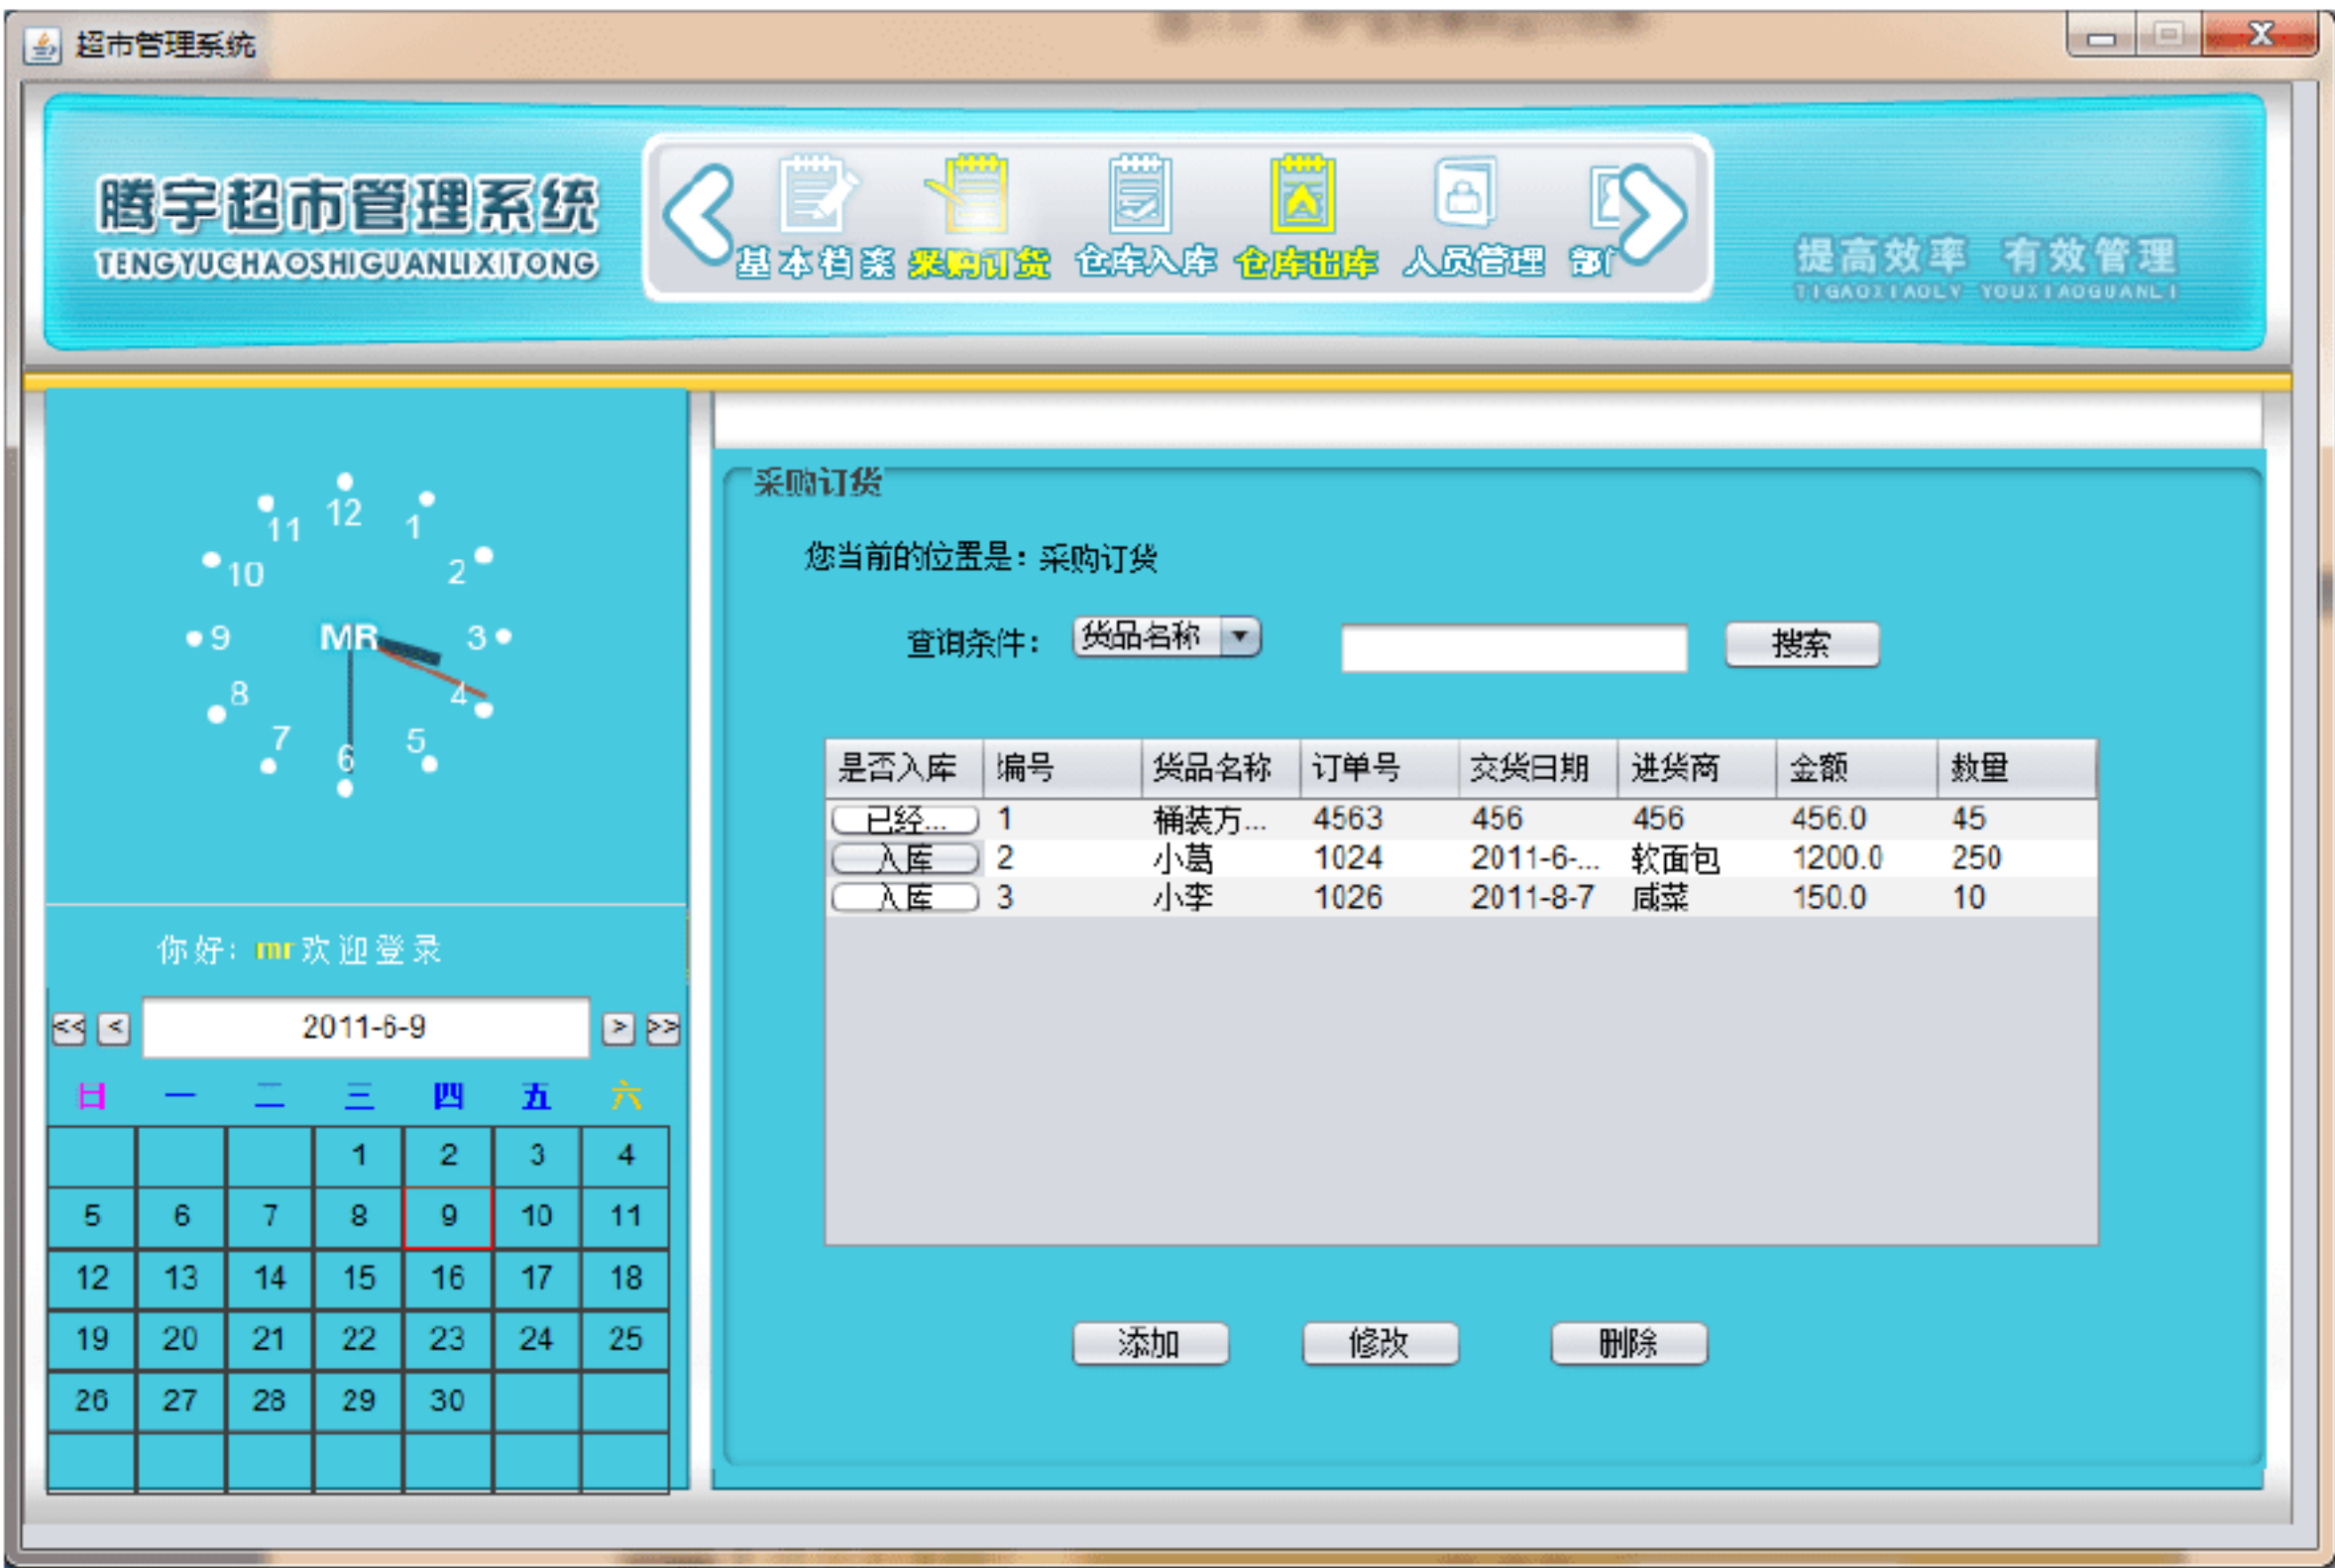 超市管理系统
腾宇超市管理系统
TENGYUCHAOSHIGUANLIXITONG
基本档案 采购订货 仓库入库 仓库出库 人员管理
提高效率 有效管理
TIGAOXIAOLV YOUXIAOGUANLI
12
11 1
10 2
9 MR 3
8 4
7 5
6
你好: mr 欢迎登录
<< < 2011-6-9 > >>
日 一 二 三 四 五 六
1 2 3 4
5 6 7 8 9 10 11
12 13 14 15 16 17 18
19 20 21 22 23 24 25
26 27 28 29 30
采购订货
您当前的位置是：采购订货
查询条件： 货品名称 搜索
是否入库 编号 货品名称 订单号 交货日期 进货商 金额 数量
已经... 1 桶装方... 4563 456 456 456.0 45
入库 2 小葛 1024 2011-6-... 软面包 1200.0 250
入库 3 小李 1026 2011-8-7 咸菜 150.0 10
添加 修改 删除